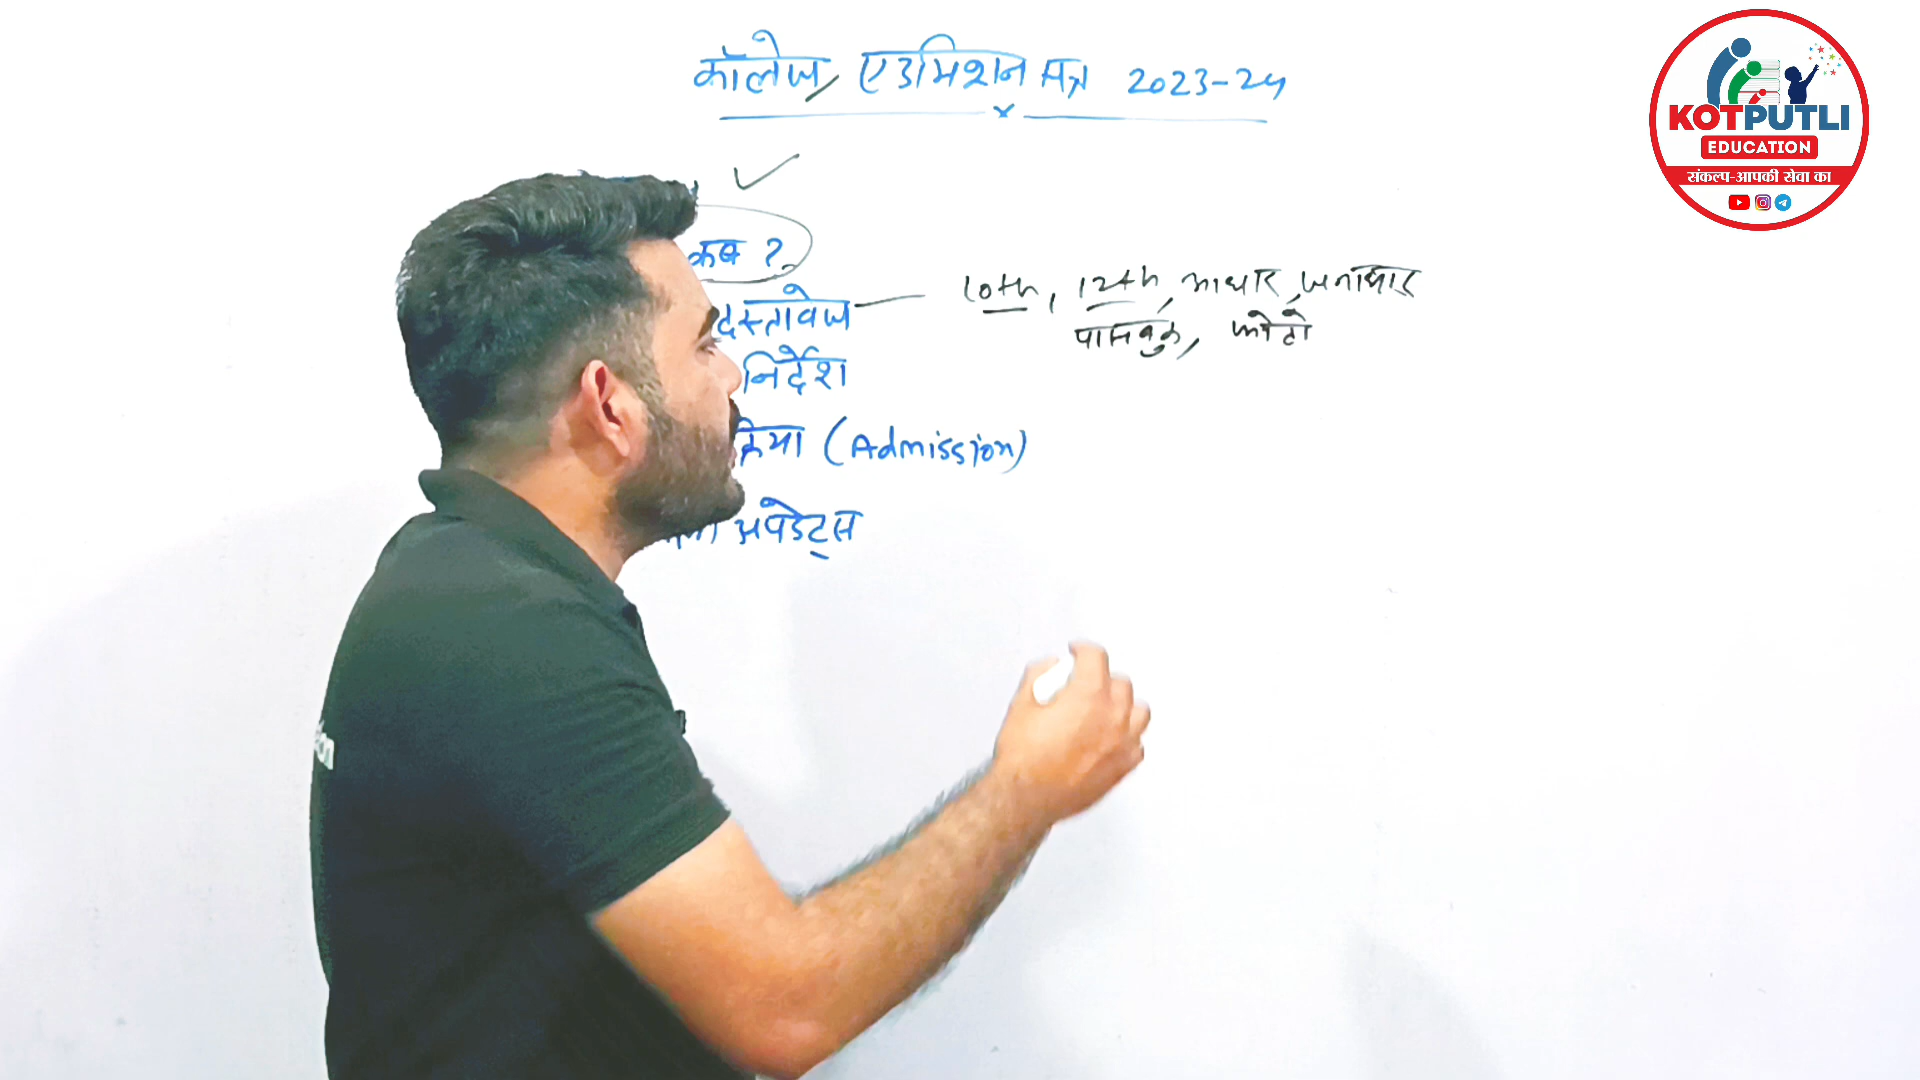 कॉलेज, एडमिशन सत्र 2023-24
कब ?
दस्तावेज — 10th, 12th, आधार, जनाधार
पासबुक, फोटो
निर्देश
क्रिया (Admission)
अपडेट्स
KOTPUTLI
EDUCATION
संकल्प-आपकी सेवा का